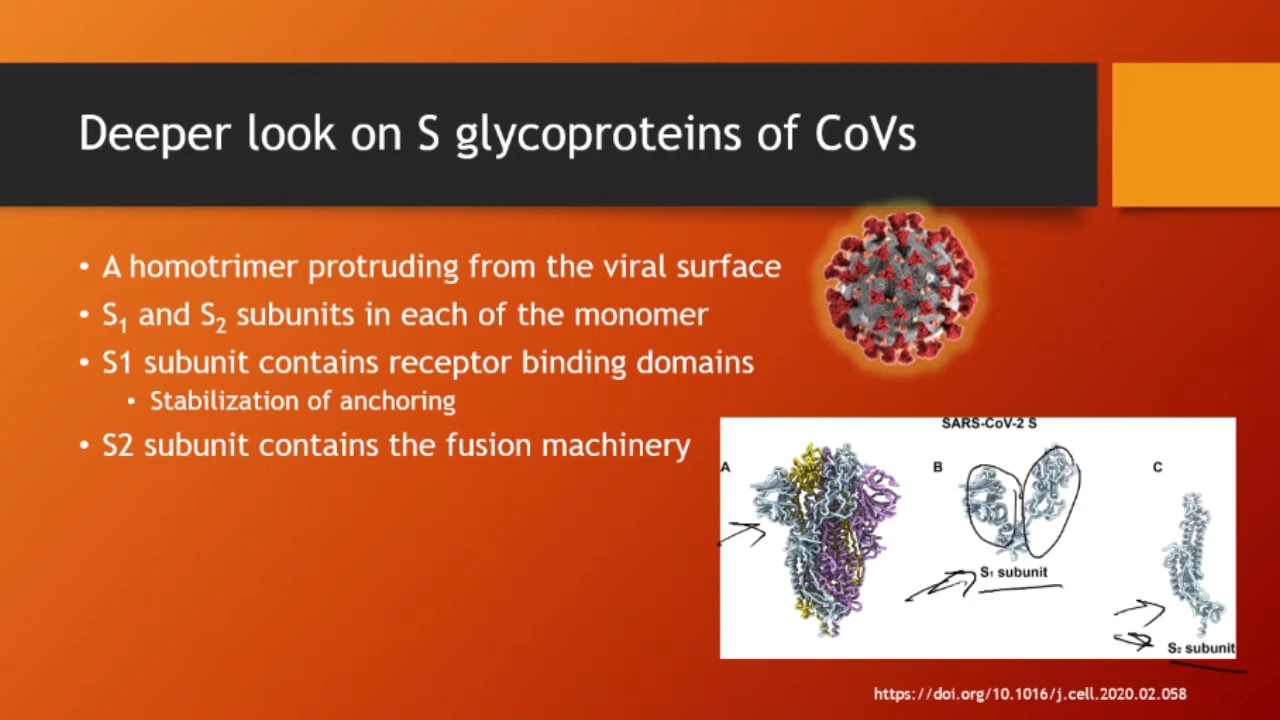 Deeper look on S glycoproteins of CoVs
• A homotrimer protruding from the viral surface
• S₁ and S₂ subunits in each of the monomer
• S1 subunit contains receptor binding domains
• Stabilization of anchoring
• S2 subunit contains the fusion machinery
SARS-CoV-2 S
A
B
C
S₁ subunit
S₂ subunit
https://doi.org/10.1016/j.cell.2020.02.058